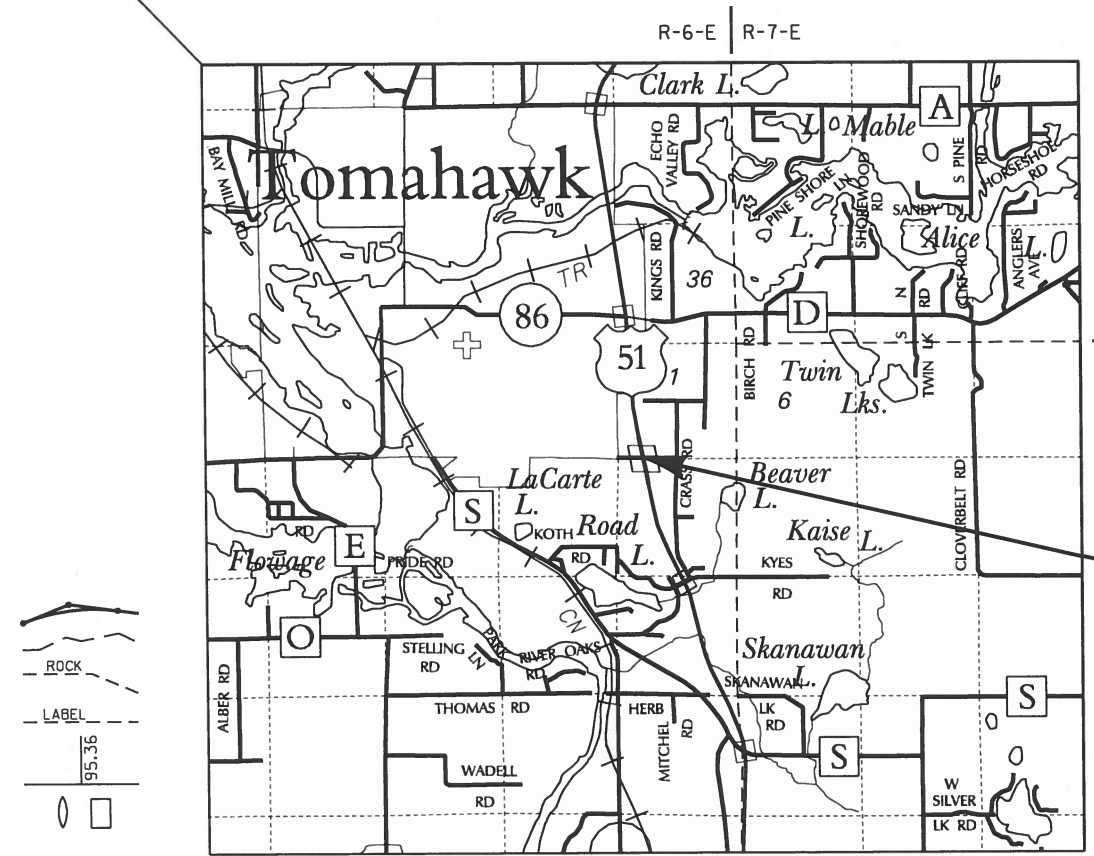 R-6-E R-7-E
Clark L.
A
ECHO
VALLEY RD
L. Mable
S PINE
RD
HORSESHOE
RD
BAY MILL
RD
Tomahawk
PINE SHORE
LN
SHOREWOOD
RD
SANDY LN
L.
Alice
L.
ANGLERS
AVE
CLIFF RD
KINGS RD
36
TR
N
RD
86
D
51
1
BIRCH RD
Twin
6
Lks.
S
TWIN LK
CRASS RD
LaCarte
L.
Beaver
L.
CLOVERBELT RD
S
KOTH
RD
Road
L.
Kaise
L.
RD
E
Flowage
PRIDE RD
KYES
RD
CN
O
STELLING
RD
PARK
LN
RIVER OAKS
RD
Skanawan
L.
SKANAWAN
LK
RD
ROCK
LABEL
95.36
ALBER RD
THOMAS RD
HERB
MITCHEL
RD
S
S
WADELL
RD
W
SILVER
LK RD